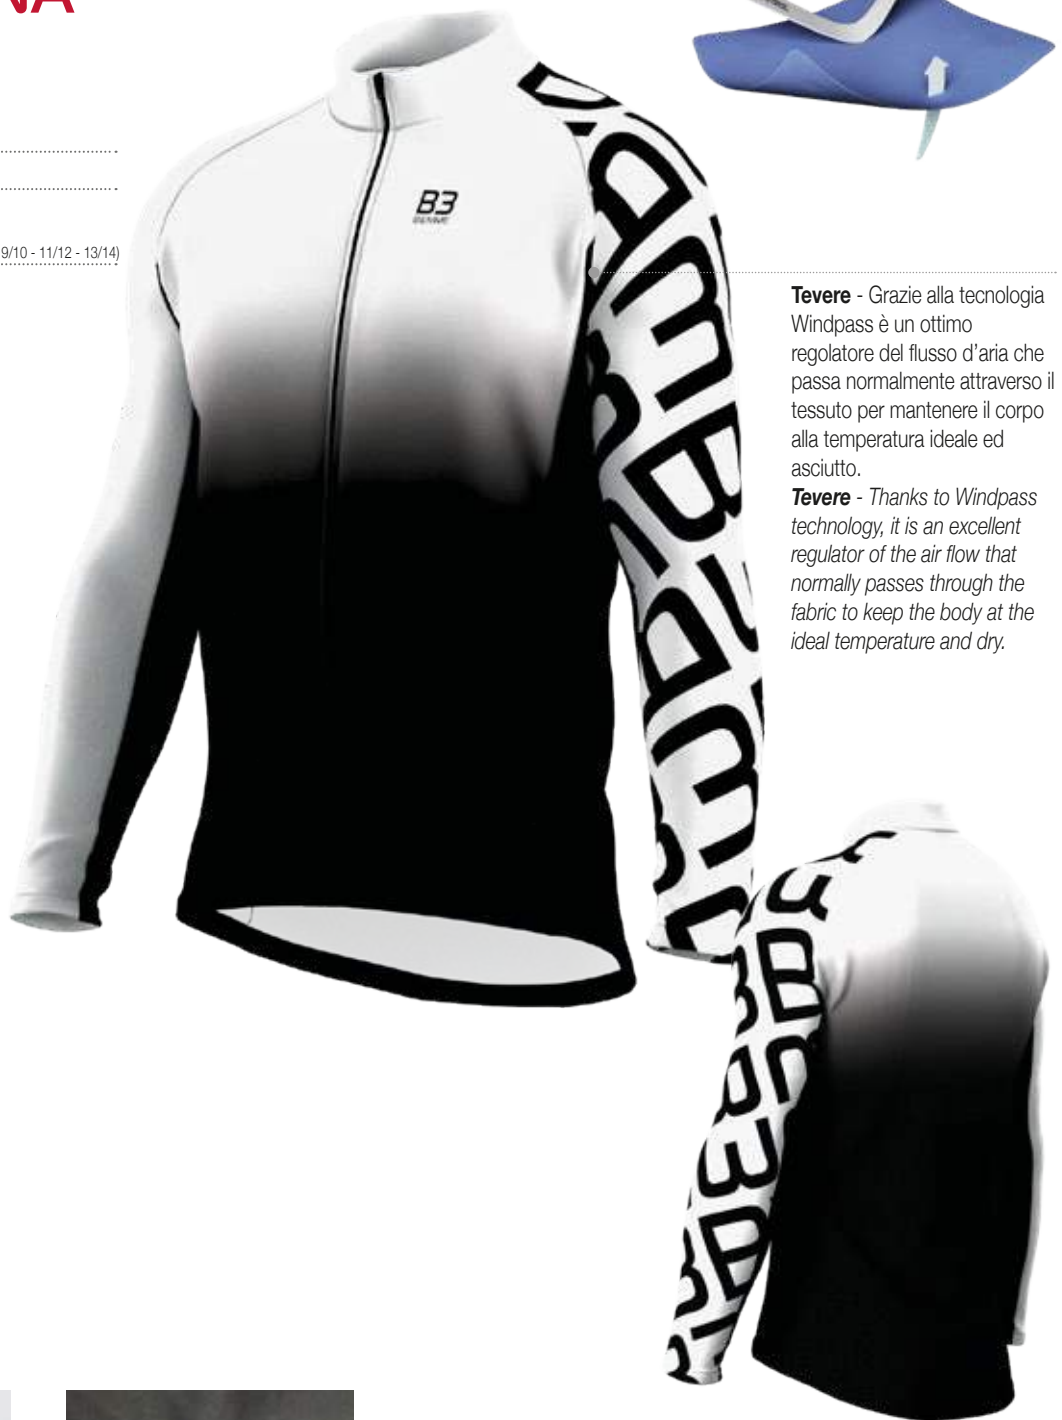 NA
9/10 - 11/12 - 13/14)
B3
Tevere - Grazie alla tecnologia
Windpass è un ottimo
regolatore del flusso d’aria che
passa normalmente attraverso il
tessuto per mantenere il corpo
alla temperatura ideale ed
asciutto.
Tevere - Thanks to Windpass
technology, it is an excellent
regulator of the air flow that
normally passes through the
fabric to keep the body at the
ideal temperature and dry.